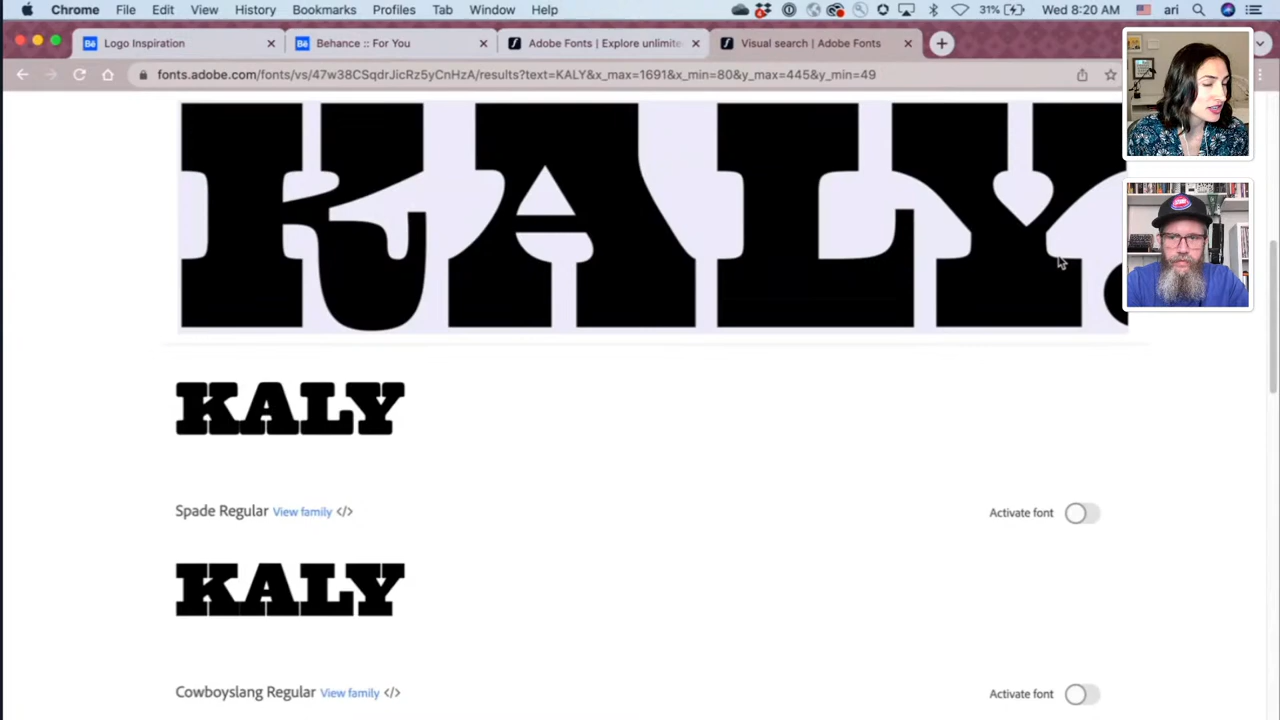 Chrome File Edit View History Bookmarks Profiles Tab Window Help 31% Wed 8:20 AM ari
Bē Logo Inspiration Bē Behance :: For You Adobe Fonts | Explore unlimite Visual search | Adobe Fonts
fonts.adobe.com/fonts/vs/47w38CSqdrJicRz5yCnHzA/results?text=KALY&x_max=1691&x_min=80&y_max=445&y_min=49
KALY.
KALY
Spade Regular View family </> Activate font
KALY
Cowboyslang Regular View family </> Activate font